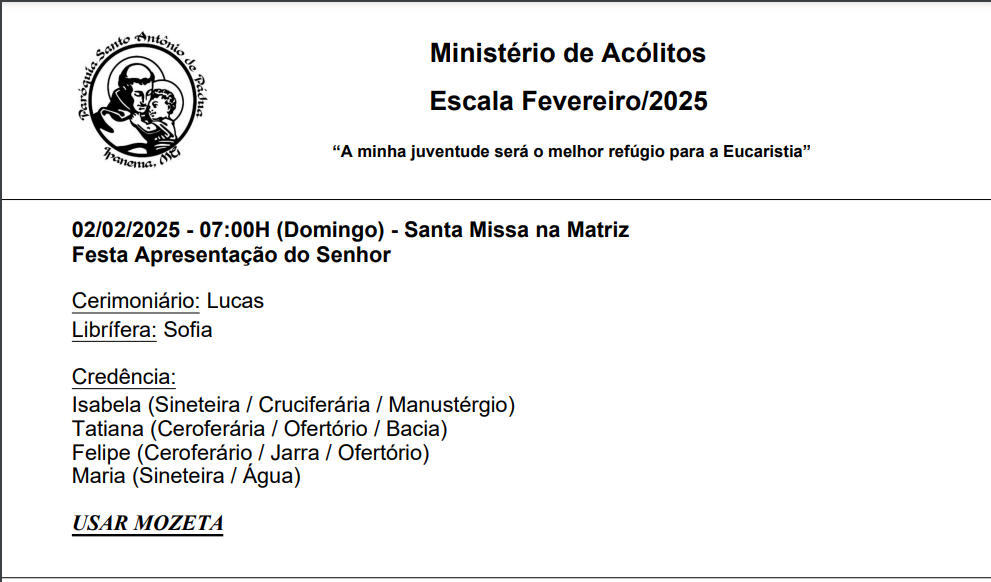 Paróquia Santo Antônio de Pádua
Ipanema, MG
Ministério de Acólitos
Escala Fevereiro/2025
“A minha juventude será o melhor refúgio para a Eucaristia”
02/02/2025 - 07:00H (Domingo) - Santa Missa na Matriz
Festa Apresentação do Senhor
Cerimoniário: Lucas
Librífera: Sofia
Credência:
Isabela (Sineteira / Cruciferária / Manustérgio)
Tatiana (Ceroferária / Ofertório / Bacia)
Felipe (Ceroferário / Jarra / Ofertório)
Maria (Sineteira / Água)
USAR MOZETA